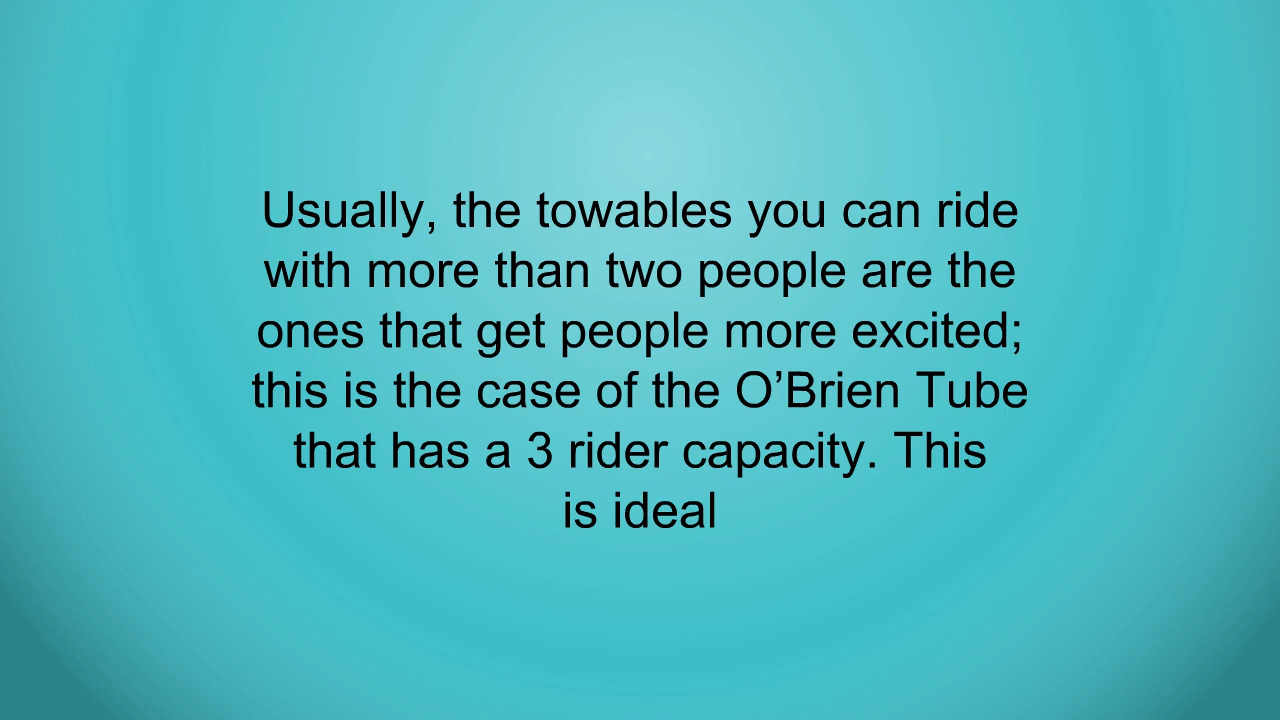 Usually, the towables you can ride
with more than two people are the
ones that get people more excited;
this is the case of the O’Brien Tube
that has a 3 rider capacity. This
is ideal